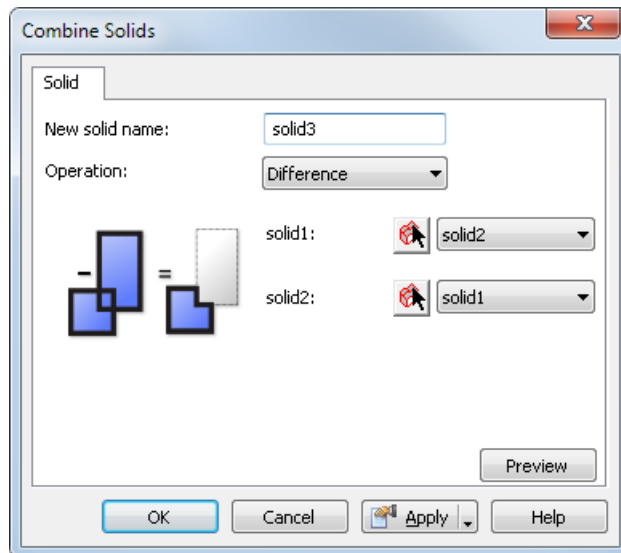 Combine Solids
Solid
New solid name: solid3
Operation: Difference
solid1: solid2
solid2: solid1
Preview
OK Cancel Apply Help